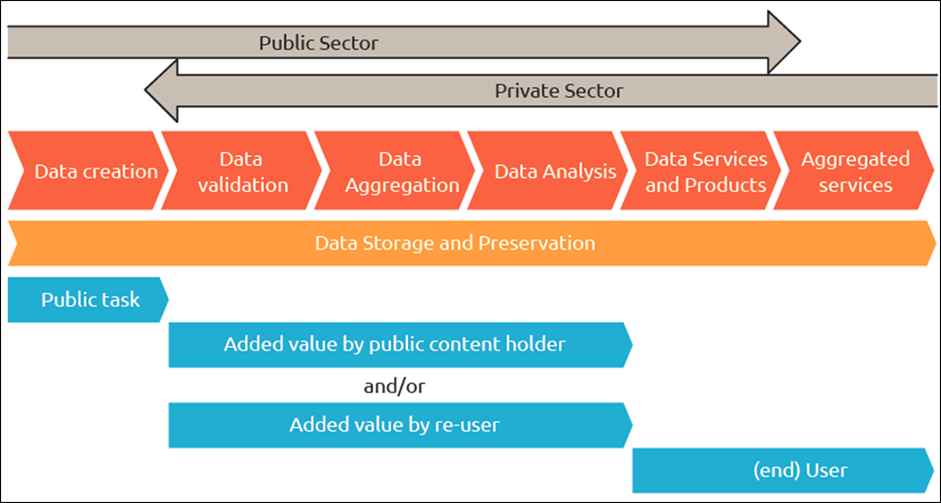 Public Sector
Private Sector
Data creation
Data
validation
Data
Aggregation
Data Analysis
Data Services
and Products
Aggregated
services
Data Storage and Preservation
Public task
Added value by public content holder
and/or
Added value by re-user
(end) User